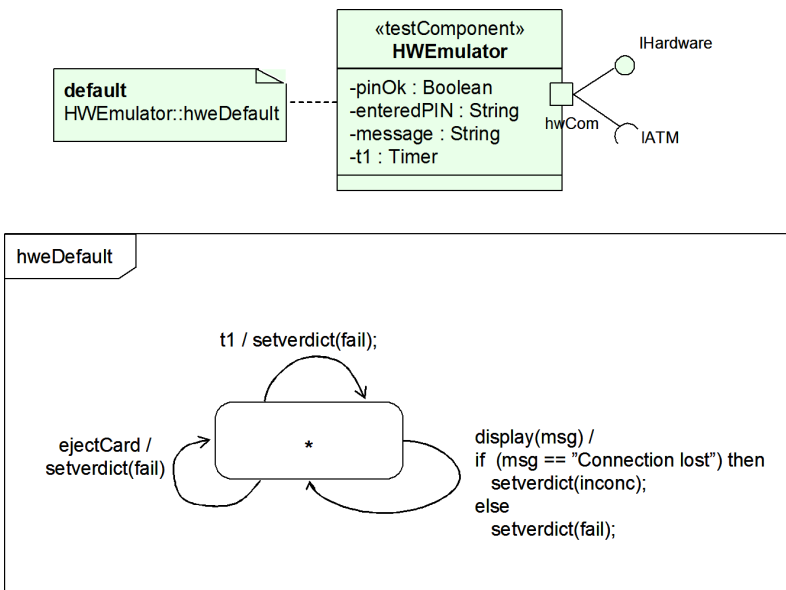 «testComponent»
HWEmulator
IHardware
default
HWEmulator::hweDefault
-pinOk : Boolean
-enteredPIN : String
-message : String
-t1 : Timer
hwCom
IATM
hweDefault
t1 / setverdict(fail);
ejectCard /
setverdict(fail)
*
display(msg) /
if (msg == ”Connection lost”) then
setverdict(inconc);
else
setverdict(fail);